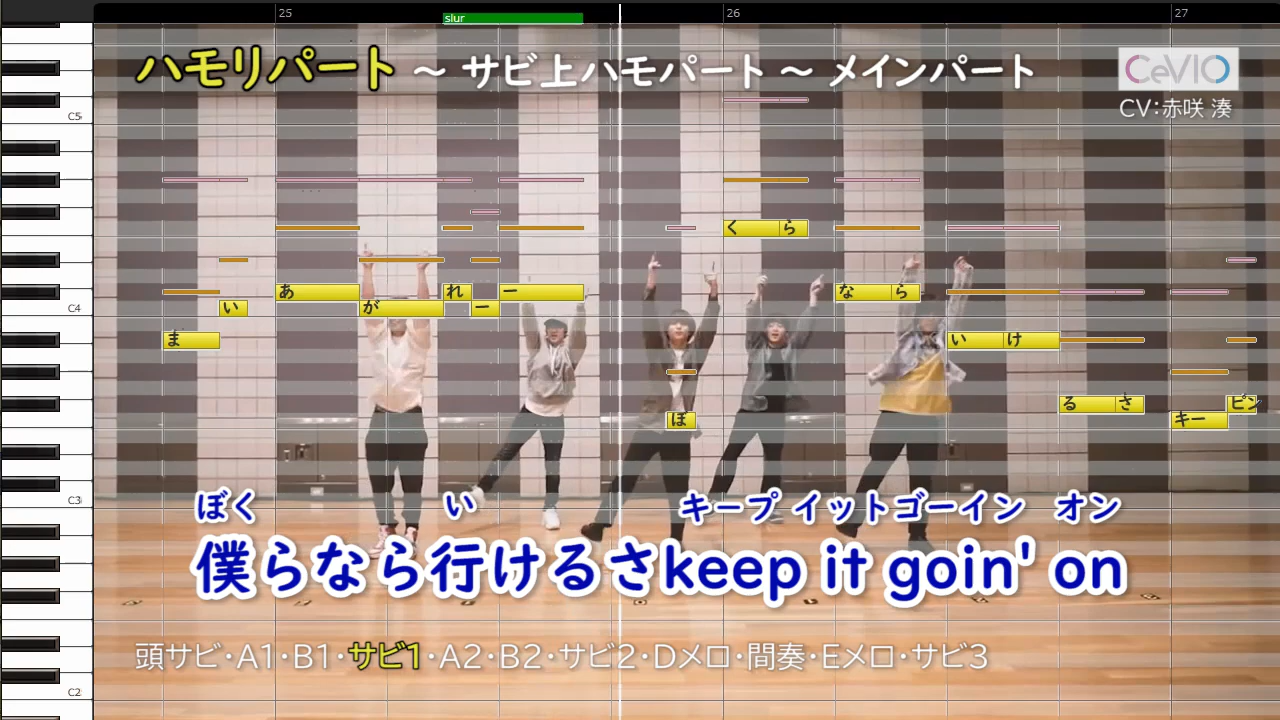 25 26 27
slur
ハモリパート ～ サビ上ハモパート ～ メインパート
CeVIO
CV:赤咲 湊
C5
く ら
あ れ ー な ら
い が ー
C4
ま い け
る さ ピン
ぼ キー
C3
ぼく い キープ イットゴーイン オン
僕らなら行けるさkeep it goin' on
頭サビ・A1・B1・サビ1・A2・B2・サビ2・Dメロ・間奏・Eメロ・サビ3
C2